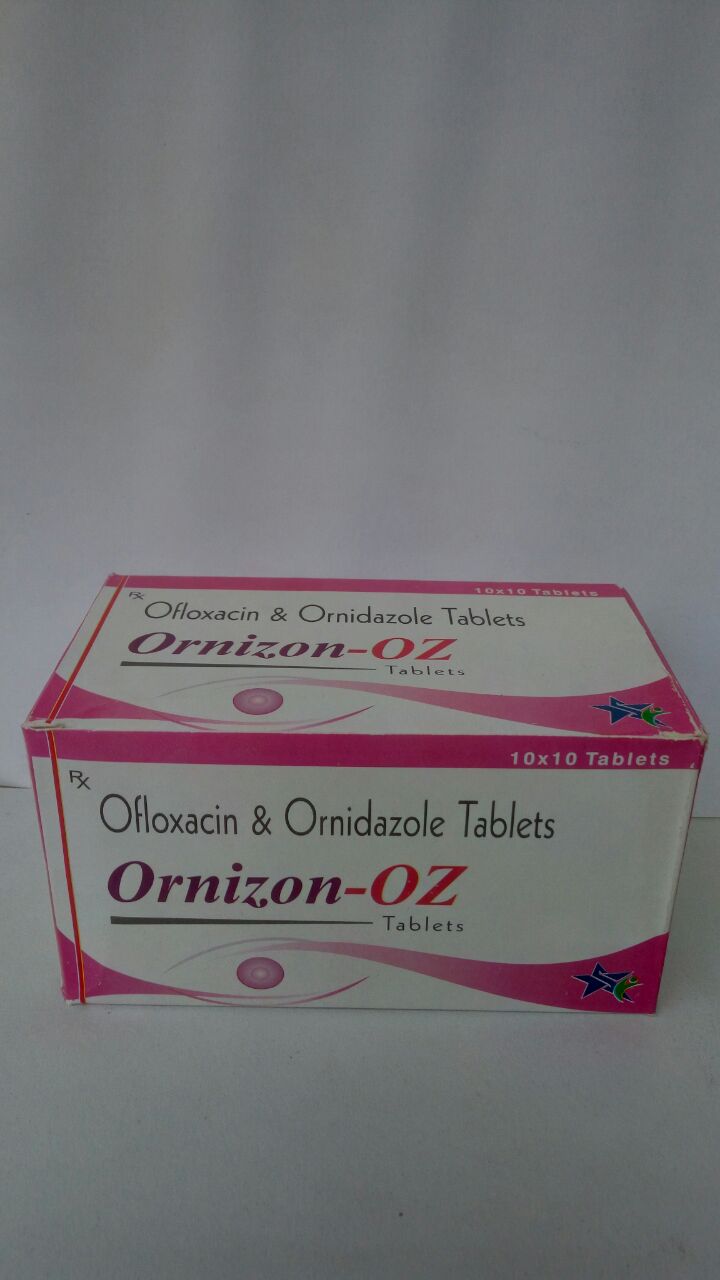 10x10 Tablets
Rx
Ofloxacin & Ornidazole Tablets
Ornizon-OZ
Tablets
10x10 Tablets
Rx
Ofloxacin & Ornidazole Tablets
Ornizon-OZ
Tablets